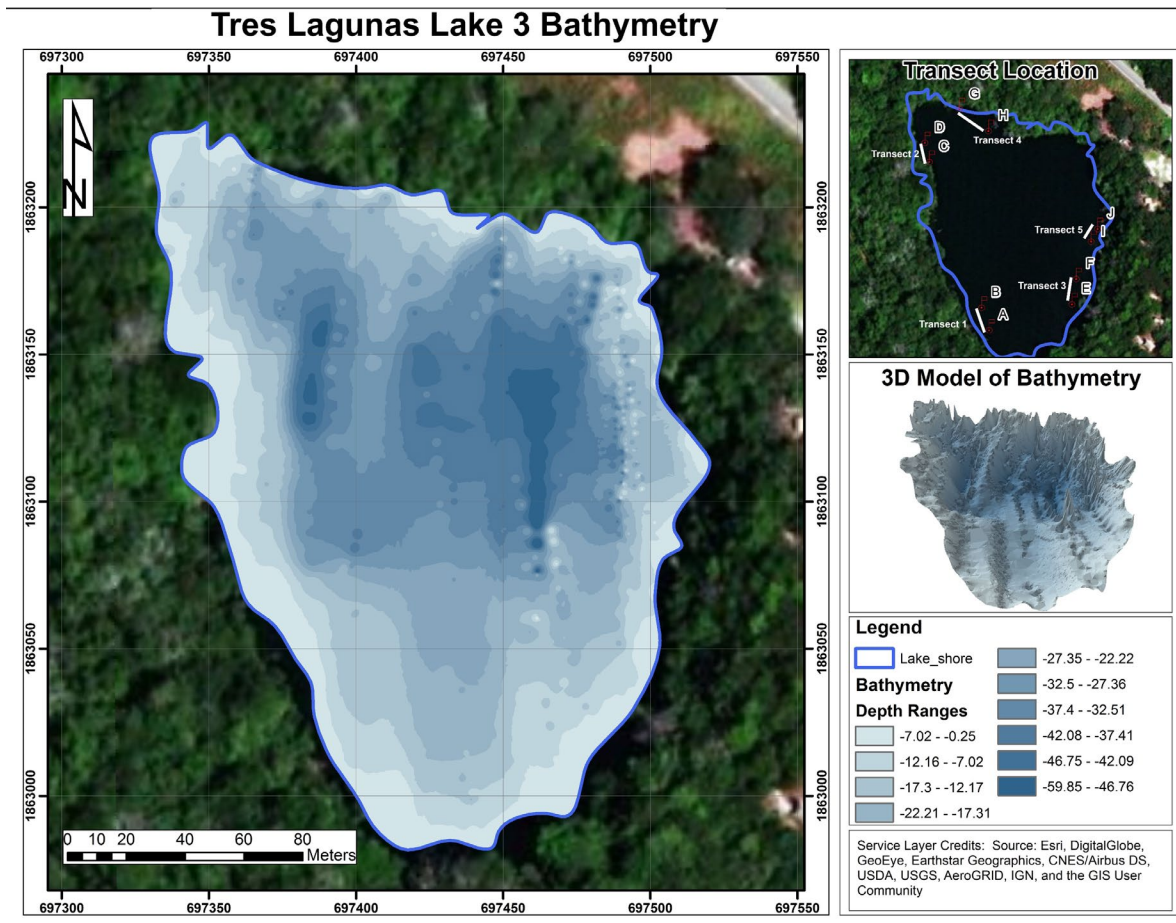 Tres Lagunas Lake 3 Bathymetry
697300 697350 697400 697450 697500 697550
1863200
1863150
1863100
1863050
1863000
1863200
1863150
1863100
1863050
1863000
N
0 10 20 40 60 80
Meters
697300 697350 697400 697450 697500 697550
Transect Location
G
H
D
Transect 4
C
Transect 2
J
Transect 5
I
F
Transect 3
E
B
A
Transect 1
3D Model of Bathymetry
Legend
Lake_shore
Bathymetry
Depth Ranges
-7.02 - -0.25
-12.16 - -7.02
-17.3 - -12.17
-22.21 - -17.31
-27.35 - -22.22
-32.5 - -27.36
-37.4 - -32.51
-42.08 - -37.41
-46.75 - -42.09
-59.85 - -46.76
Service Layer Credits: Source: Esri, DigitalGlobe,
GeoEye, Earthstar Geographics, CNES/Airbus DS,
USDA, USGS, AeroGRID, IGN, and the GIS User
Community